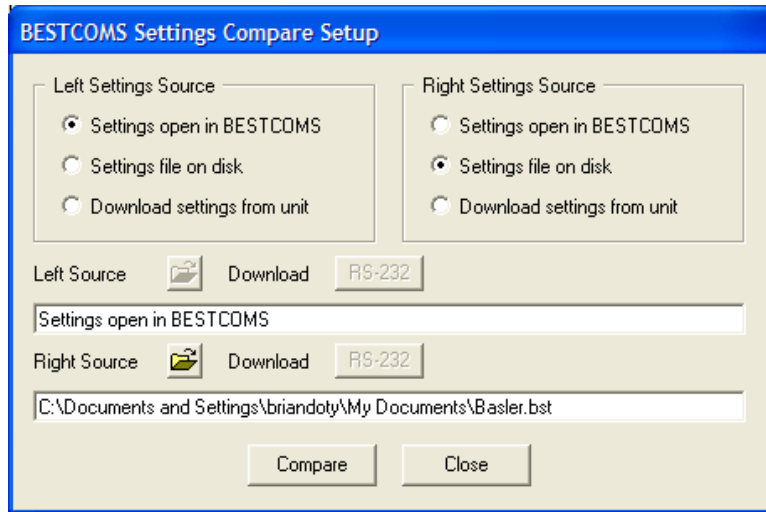 BESTCOMS Settings Compare Setup
Left Settings Source
Settings open in BESTCOMS
Settings file on disk
Download settings from unit
Right Settings Source
Settings open in BESTCOMS
Settings file on disk
Download settings from unit
Left Source Download RS-232
Settings open in BESTCOMS
Right Source Download RS-232
C:\Documents and Settings\briandoty\My Documents\Basler.bst
Compare Close